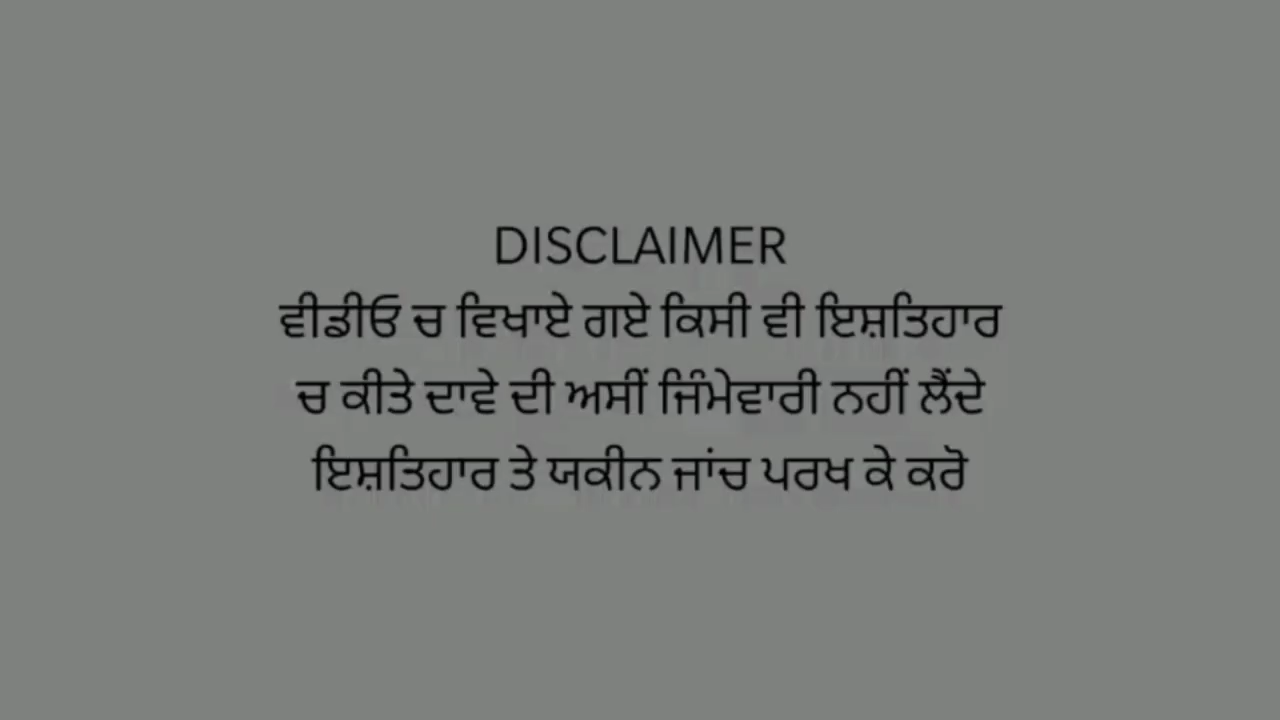 DISCLAIMER
ਵੀਡੀਓ ਚ ਵਿਖਾਏ ਗਏ ਕਿਸੀ ਵੀ ਇਸ਼ਤਿਹਾਰ
ਚ ਕੀਤੇ ਦਾਵੇ ਦੀ ਅਸੀਂ ਜਿੰਮੇਵਾਰੀ ਨਹੀਂ ਲੈਂਦੇ
ਇਸ਼ਤਿਹਾਰ ਤੇ ਯਕੀਨ ਜਾਂਚ ਪਰਖ ਕੇ ਕਰੋ